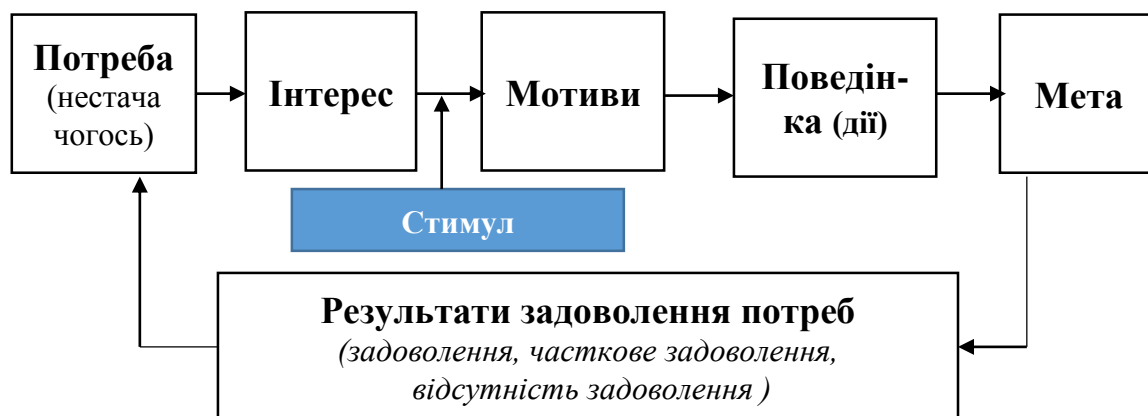 Потреба
(нестача
чогось)
Інтерес
Мотиви
Поведін-
ка (дії)
Мета
Стимул
Результати задоволення потреб
(задоволення, часткове задоволення,
відсутність задоволення )